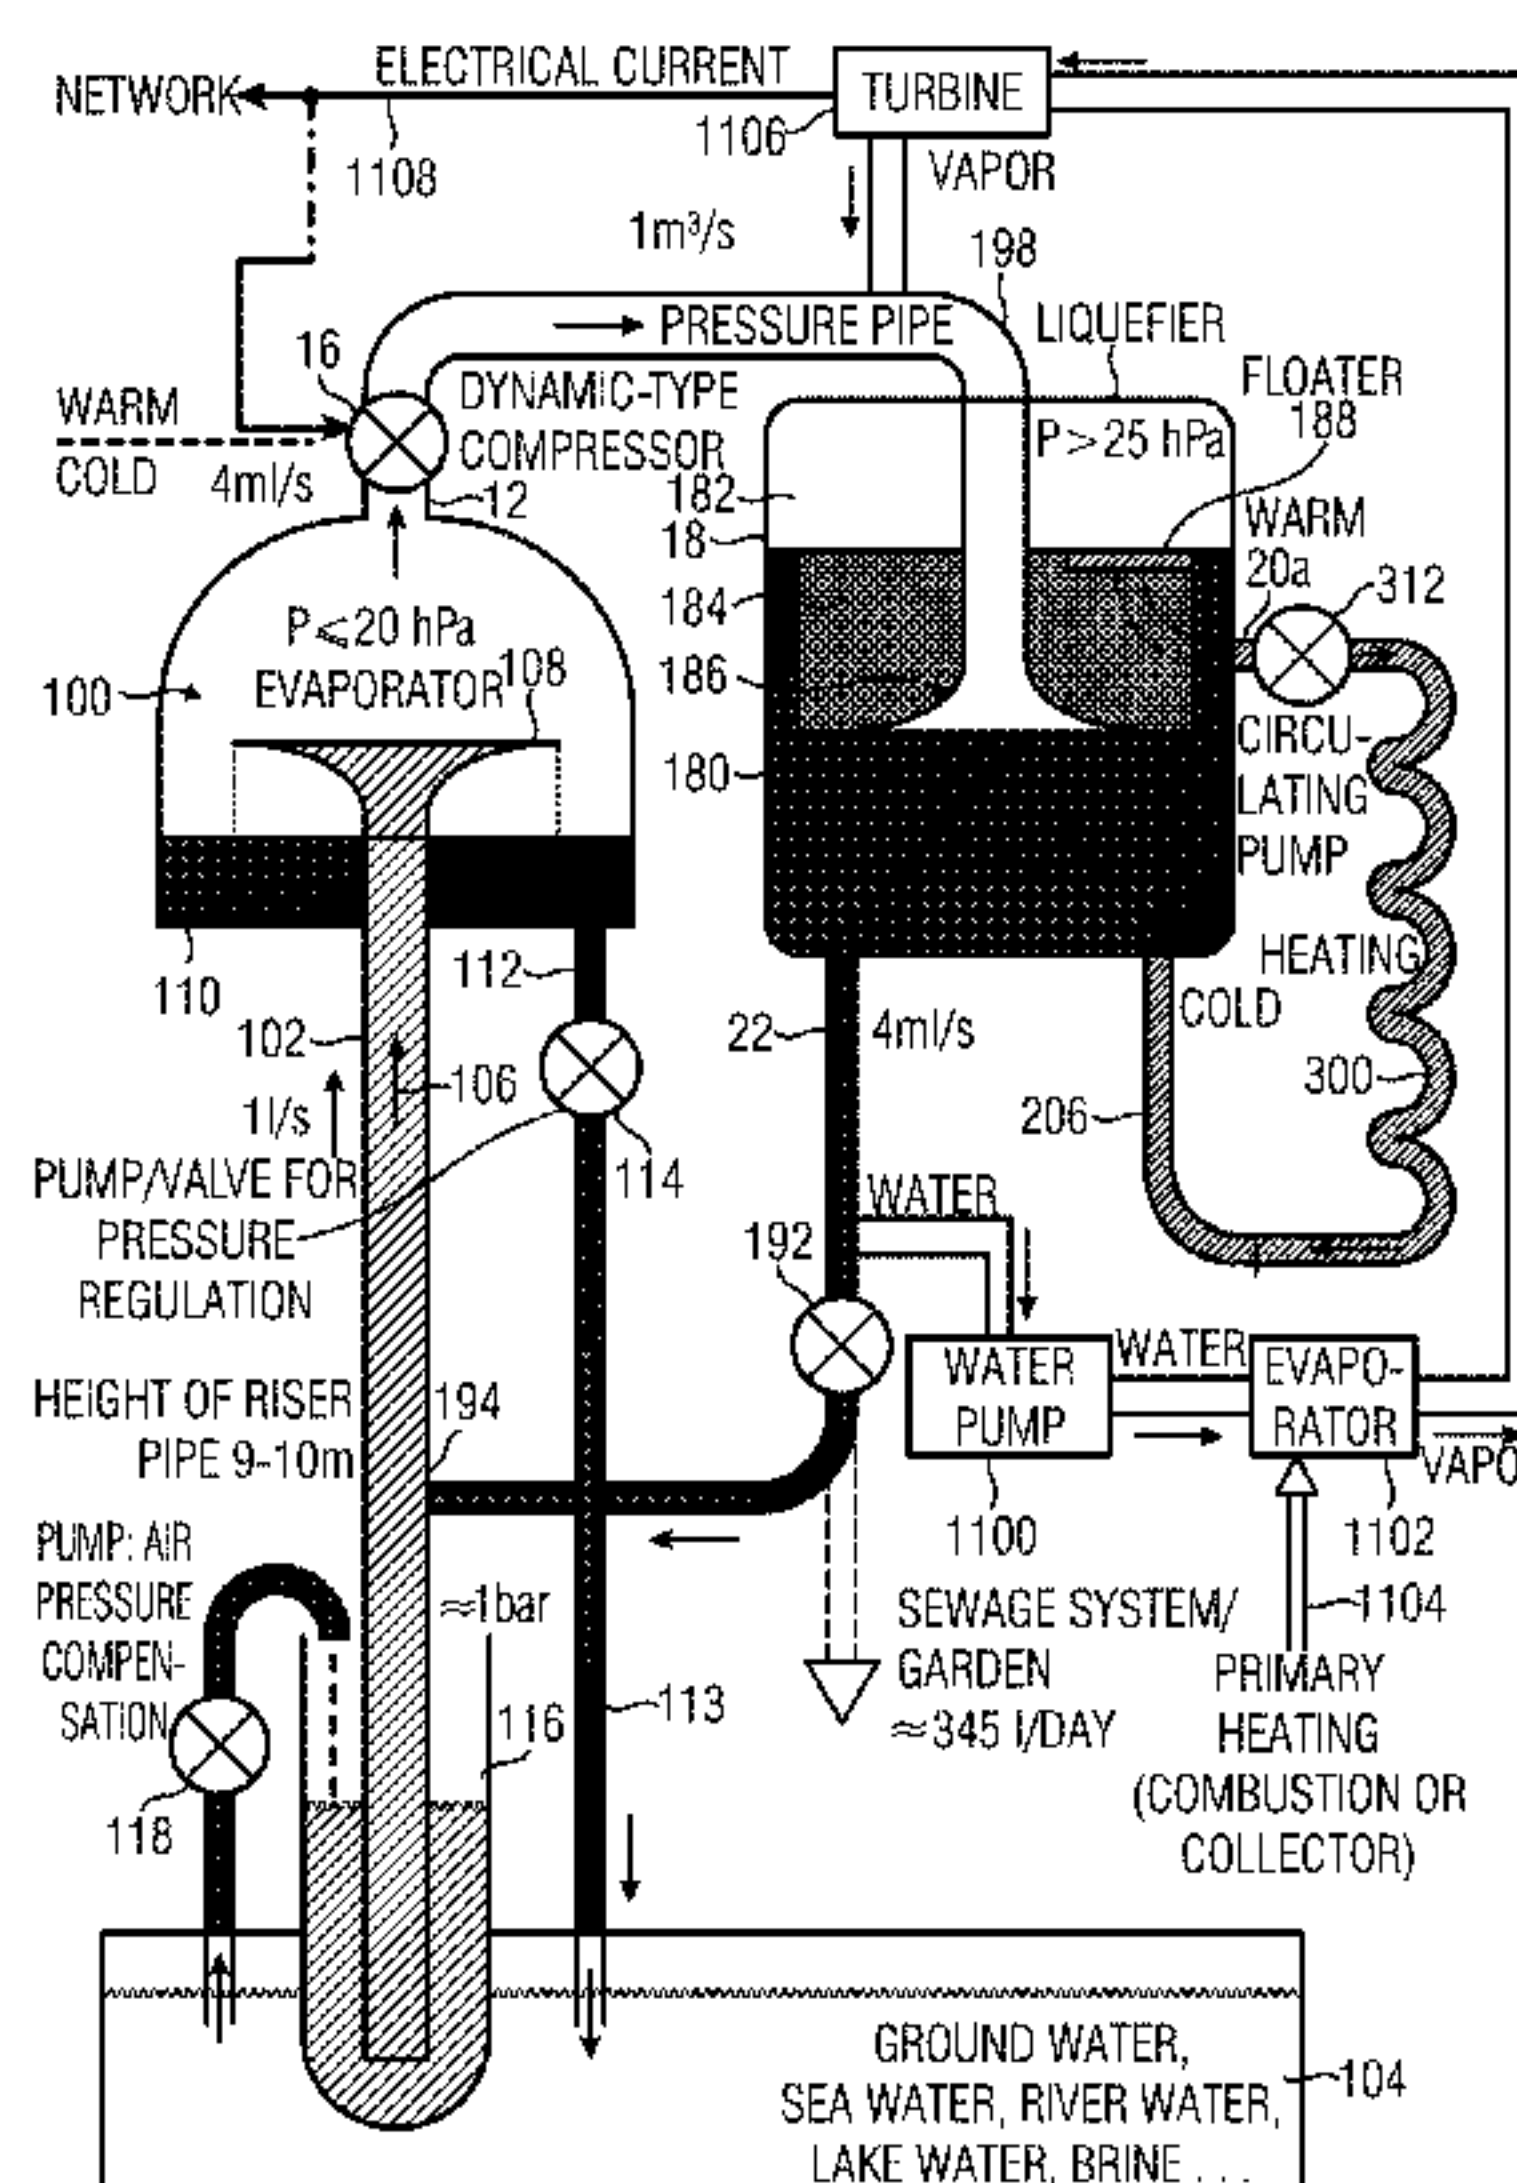 ELECTRICAL CURRENT
NETWORK
TURBINE
1106
1108
VAPOR
1m³/s
198
PRESSURE PIPE
LIQUEFIER
16
FLOATER
188
DYNAMIC-TYPE
COMPRESSOR
WARM
COLD
4ml/s
P>25 hPa
182
12
18
WARM
20a
312
184
P⩽20 hPa
EVAPORATOR
108
186
100
CIRCU-
LATING
PUMP
180
HEATING
COLD
112
110
102
22
4ml/s
106
300
1l/s
206
PUMP/VALVE FOR
PRESSURE
REGULATION
114
WATER
192
WATER
PUMP
WATER
EVAPO-
RATOR
VAPO
HEIGHT OF RISER
PIPE 9-10m
194
1100
1102
PUMP: AIR
PRESSURE
COMPEN-
SATION
≈1bar
SEWAGE SYSTEM/
GARDEN
≈345 l/DAY
1104
PRIMARY
HEATING
(COMBUSTION OR
COLLECTOR)
116
113
118
GROUND WATER,
SEA WATER, RIVER WATER,
LAKE WATER, BRINE . . .
104